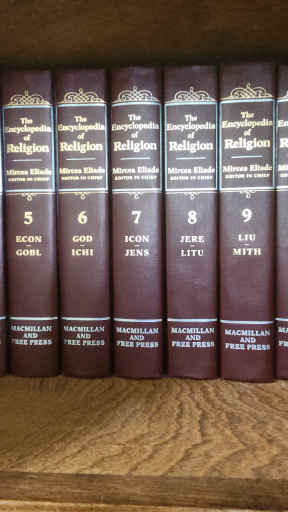 The
Encyclopedia
of
Religion
Mircea Eliade
EDITOR IN CHIEF
5
ECON
GOBL
MACMILLAN
AND
FREE PRESS
The
Encyclopedia
of
Religion
Mircea Eliade
EDITOR IN CHIEF
6
GOD
ICHI
MACMILLAN
AND
FREE PRESS
The
Encyclopedia
of
Religion
Mircea Eliade
EDITOR IN CHIEF
7
ICON
JENS
MACMILLAN
AND
FREE PRESS
The
Encyclopedia
of
Religion
Mircea Eliade
EDITOR IN CHIEF
8
JERE
LITU
MACMILLAN
AND
FREE PRESS
The
Encyclopedia
of
Religion
Mircea Eliade
EDITOR IN CHIEF
9
LIU
MITH
MACMILLAN
AND
FREE PRESS